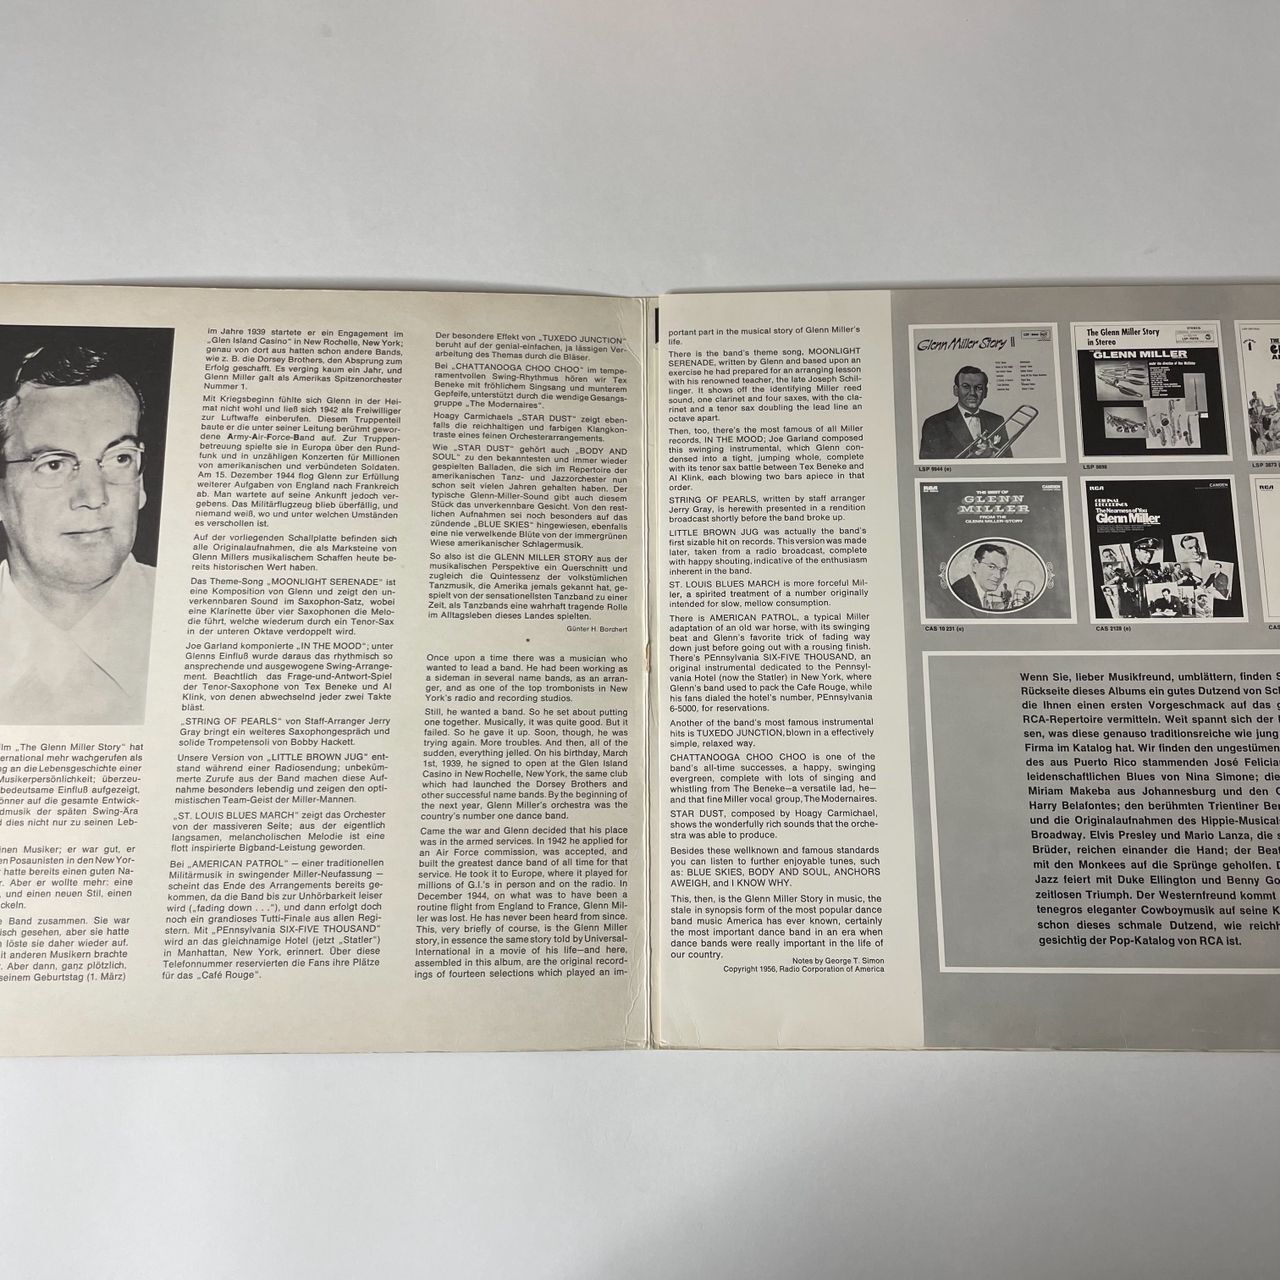 lm „The Glenn Miller Story" hat
ernational mehr wachgerufen als
g an die Lebensgeschichte einer
Musikerpersönlichkeit; überzeu-
bedeutsame Einfluß aufgezeigt,
önner auf die gesamte Entwick-
dmusik der späten Swing-Ära
d dies nicht nur zu seinen Leb-
inen Musiker; er war gut, er
en Posaunisten in den New Yor-
hatte bereits einen guten Na-
r. Aber er wollte mehr: eine
, und einen neuen Stil, einen
ckeln.
e Band zusammen. Sie war
isch gesehen, aber sie hatte
n löste sie daher wieder auf.
it anderen Musikern brachte
. Aber dann, ganz plötzlich,
seinem Geburtstag (1. März)
im Jahre 1939 startete er ein Engagement im
„Glen Island Casino" in New Rochelle, New York;
genau von dort aus hatten schon andere Bands,
wie z. B. die Dorsey Brothers, den Absprung zum
Erfolg geschafft. Es verging kaum ein Jahr, und
Glenn Miller galt als Amerikas Spitzenorchester
Nummer 1.
Mit Kriegsbeginn fühlte sich Glenn in der Hei-
mat nicht wohl und ließ sich 1942 als Freiwilliger
zur Luftwaffe einberufen. Diesem Truppenteil
baute er die unter seiner Leitung berühmt gewor-
dene Army-Air-Force-Band auf. Zur Truppen-
betreuung spielte sie in Europa über den Rund-
funk und in unzähligen Konzerten für Millionen
von amerikanischen und verbündeten Soldaten.
Am 15. Dezember 1944 flog Glenn zur Erfüllung
weiterer Aufgaben von England nach Frankreich
ab. Man wartete auf seine Ankunft jedoch ver-
gebens. Das Militärflugzeug blieb überfällig, und
niemand weiß, wo und unter welchen Umständen
es verschollen ist.
Auf der vorliegenden Schallplatte befinden sich
alle Originalaufnahmen, die als Marksteine von
Glenn Millers musikalischem Schaffen heute be-
reits historischen Wert haben.
Das Theme-Song „MOONLIGHT SERENADE" ist
eine Komposition von Glenn und zeigt den un-
verkennbaren Sound im Saxophon-Satz, wobei
eine Klarinette über vier Saxophonen die Melo-
die führt, welche wiederum durch ein Tenor-Sax
in der unteren Oktave verdoppelt wird.
Joe Garland komponierte „IN THE MOOD"; unter
Glenns Einfluß wurde daraus das rhythmisch so
ansprechende und ausgewogene Swing-Arrange-
ment. Beachtlich das Frage-und-Antwort-Spiel
der Tenor-Saxophone von Tex Beneke und Al
Klink, von denen abwechselnd jeder zwei Takte
bläst.
„STRING OF PEARLS" von Staff-Arranger Jerry
Gray bringt ein weiteres Saxophongespräch und
solide Trompetensoli von Bobby Hackett.
Unsere Version von „LITTLE BROWN JUG" ent-
stand während einer Radiosendung; unbeküm-
merte Zurufe aus der Band machen diese Auf-
nahme besonders lebendig und zeigen den opti-
mistischen Team-Geist der Miller-Mannen.
„ST. LOUIS BLUES MARCH" zeigt das Orchester
von der massiveren Seite; aus der eigentlich
langsamen, melancholischen Melodie ist eine
flott inspirierte Bigband-Leistung geworden.
Bei „AMERICAN PATROL" – einer traditionellen
Militärmusik in swingender Miller-Neufassung –
scheint das Ende des Arrangements bereits ge-
kommen, da die Band bis zur Unhörbarkeit leiser
wird („fading down . . ."), und dann erfolgt doch
noch ein grandioses Tutti-Finale aus allen Regi-
stern. Mit „PEnnsylvania SIX-FIVE THOUSAND"
wird an das gleichnamige Hotel (jetzt „Statler")
in Manhattan, New York, erinnert. Über diese
Telefonnummer reservierten die Fans ihre Plätze
für das „Café Rouge".
Der besondere Effekt von „TUXEDO JUNCTION"
beruht auf der genial-einfachen, ja lässigen Ver-
arbeitung des Themas durch die Bläser.
Bei „CHATTANOOGA CHOO CHOO" im tempe-
ramentvollen Swing-Rhythmus hören wir Tex
Beneke mit fröhlichem Singsang und munterem
Gepfeife, unterstützt durch die wendige Gesangs-
gruppe „The Modernaires".
Hoagy Carmichaels „STAR DUST" zeigt eben-
falls die reichhaltigen und farbigen Klangkon-
traste eines feinen Orchesterarrangements.
Wie „STAR DUST" gehört auch „BODY AND
SOUL" zu den bekanntesten und immer wieder
gespielten Balladen, die sich im Repertoire der
amerikanischen Tanz- und Jazzorchester nun
schon seit vielen Jahren gehalten haben. Der
typische Glenn-Miller-Sound gibt auch diesem
Stück das unverkennbare Gesicht. Von den rest-
lichen Aufnahmen sei noch besonders auf das
zündende „BLUE SKIES" hingewiesen, ebenfalls
eine nie verwelkende Blüte von der immergrünen
Wiese amerikanischer Schlagermusik.
So also ist die GLENN MILLER STORY aus der
musikalischen Perspektive ein Querschnitt und
zugleich die Quintessenz der volkstümlichen
Tanzmusik, die Amerika jemals gekannt hat, ge-
spielt von der sensationellsten Tanzband zu einer
Zeit, als Tanzbands eine wahrhaft tragende Rolle
im Alltagsleben dieses Landes spielten.
Günter H. Borchert
*
Once upon a time there was a musician who
wanted to lead a band. He had been working as
a sideman in several name bands, as an arran-
ger, and as one of the top trombonists in New
York's radio and recording studios.
Still, he wanted a band. So he set about putting
one together. Musically, it was quite good. But it
failed. So he gave it up. Soon, though, he was
trying again. More troubles. And then, all of the
sudden, everything jelled. On his birthday, March
1st, 1939, he signed to open at the Glen Island
Casino in New Rochelle, New York, the same club
which had launched the Dorsey Brothers and
other successful name bands. By the beginning of
the next year, Glenn Miller's orchestra was the
country's number one dance band.
Came the war and Glenn decided that his place
was in the armed services. In 1942 he applied for
an Air Force commission, was accepted, and
built the greatest dance band of all time for that
service. He took it to Europe, where it played for
millions of G.I.'s in person and on the radio. In
December 1944, on what was to have been a
routine flight from England to France, Glenn Mil-
ler was lost. He has never been heard from since.
This, very briefly of course, is the Glenn Miller
story, in essence the same story told by Universal-
International in a movie of his life—and here,
assembled in this album, are the original record-
ings of fourteen selections which played an im-
portant part in the musical story of Glenn Miller's
life.
There is the band's theme song, MOONLIGHT
SERENADE, written by Glenn and based upon an
exercise he had prepared for an arranging lesson
with his renowned teacher, the late Joseph Schil-
linger. It shows off the identifying Miller reed
sound, one clarinet and four saxes, with the cla-
rinet and a tenor sax doubling the lead line an
octave apart.
Then, too, there's the most famous of all Miller
records, IN THE MOOD; Joe Garland composed
this swinging instrumental, which Glenn con-
densed into a tight, jumping whole, complete
with its tenor sax battle between Tex Beneke and
Al Klink, each blowing two bars apiece in that
order.
STRING OF PEARLS, written by staff arranger
Jerry Gray, is herewith presented in a rendition
broadcast shortly before the band broke up.
LITTLE BROWN JUG was actually the band's
first sizable hit on records. This version was made
later, taken from a radio broadcast, complete
with happy shouting, indicative of the enthusiasm
inherent in the band.
ST. LOUIS BLUES MARCH is more forceful Mil-
ler, a spirited treatment of a number originally
intended for slow, mellow consumption.
There is AMERICAN PATROL, a typical Miller
adaptation of an old war horse, with its swinging
beat and Glenn's favorite trick of fading way
down just before going out with a rousing finish.
There's PEnnsylvania SIX-FIVE THOUSAND, an
original instrumental dedicated to the Pennsyl-
vania Hotel (now the Statler) in New York, where
Glenn's band used to pack the Cafe Rouge, while
his fans dialed the hotel's number, PEnnsylvania
6-5000, for reservations.
Another of the band's most famous instrumental
hits is TUXEDO JUNCTION, blown in a effectively
simple, relaxed way.
CHATTANOOGA CHOO CHOO is one of the
band's all-time successes, a happy, swinging
evergreen, complete with lots of singing and
whistling from The Beneke—a versatile lad, he—
and that fine Miller vocal group, The Modernaires.
STAR DUST, composed by Hoagy Carmichael,
shows the wonderfully rich sounds that the orche-
stra was able to produce.
Besides these wellknown and famous standards
you can listen to further enjoyable tunes, such
as: BLUE SKIES, BODY AND SOUL, ANCHORS
AWEIGH, and I KNOW WHY.
This, then, is the Glenn Miller Story in music, the
stale in synopsis form of the most popular dance
band music America has ever known, certainly
the most important dance band in an era when
dance bands were really important in the life of
our country.
Notes by George T. Simon
Copyright 1956, Radio Corporation of America
Glenn Miller Story II
LSP 9944 (e)
The Glenn Miller Story
in Stereo
GLENN MILLER
LSP 9898
LSP 3873
THE BEST OF
GLENN
MILLER
FROM THE
GLENN MILLER-STORY
CAS 10 231 (e)
RCA
CAMDEN
ORIGINAL
RECORDINGS
The Nearness of You
Glenn Miller
CAS 2128 (e)
RCA
Wenn Sie, lieber Musikfreund, umblättern, finden S
Rückseite dieses Albums ein gutes Dutzend von Sc
die Ihnen einen ersten Vorgeschmack auf das g
RCA-Repertoire vermitteln. Weit spannt sich der
sen, was diese genauso traditionsreiche wie jung
Firma im Katalog hat. Wir finden den ungestümen
des aus Puerto Rico stammenden José Felicia
leidenschaftlichen Blues von Nina Simone; die
Miriam Makeba aus Johannesburg und den C
Harry Belafontes; den berühmten Trientiner Be
und die Originalaufnahmen des Hippie-Musical-
Broadway. Elvis Presley und Mario Lanza, die s
Brüder, reichen einander die Hand; der Beat
mit den Monkees auf die Sprünge geholfen. D
Jazz feiert mit Duke Ellington und Benny Go
zeitlosen Triumph. Der Westernfreund kommt
tenegros eleganter Cowboymusik auf seine K
schon dieses schmale Dutzend, wie reichh
gesichtig der Pop-Katalog von RCA ist.